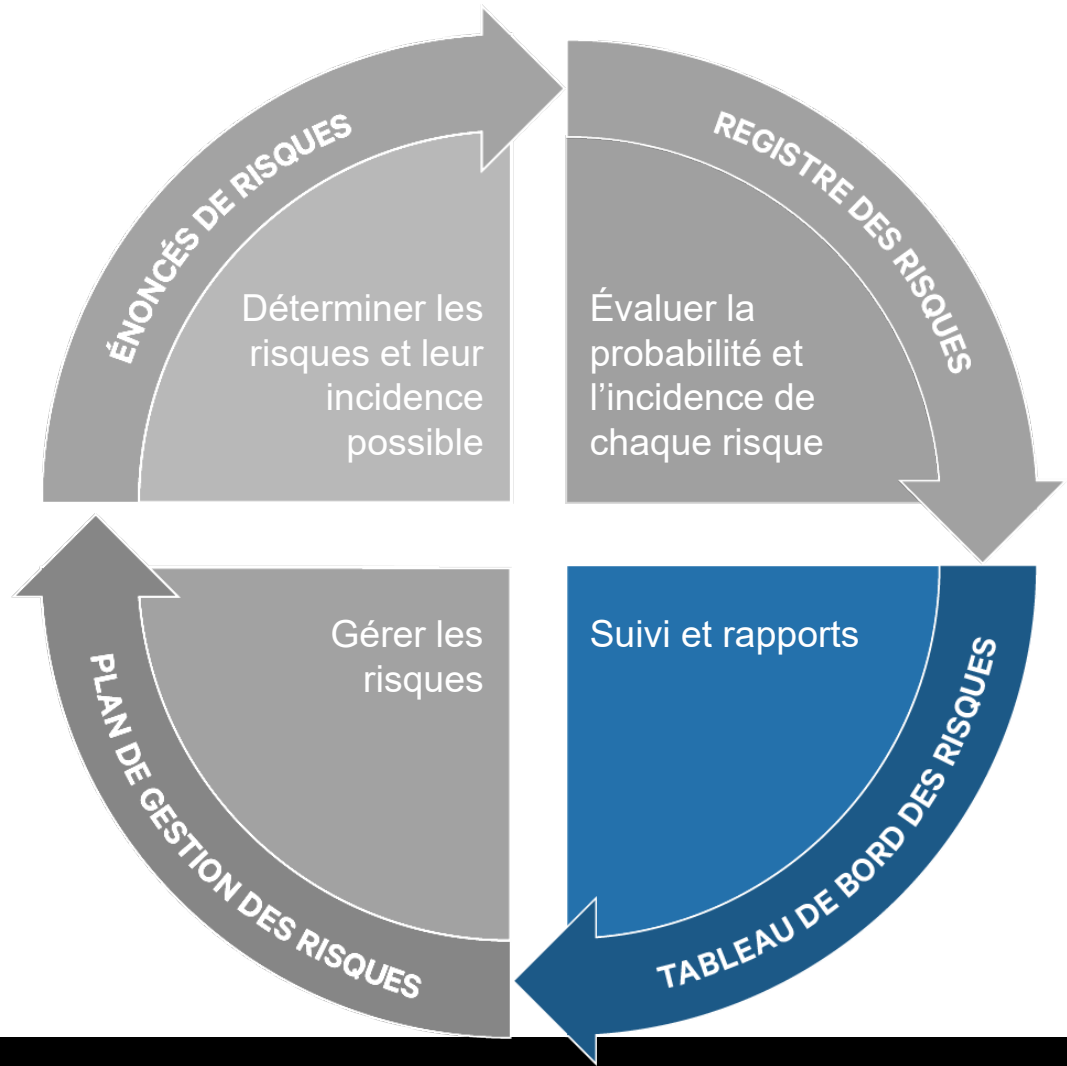 ÉNONCÉS DE RISQUES
Déterminer les
risques et leur
incidence
possible
REGISTRE DES RISQUES
Évaluer la
probabilité et
l’incidence de
chaque risque
Suivi et rapports
TABLEAU DE BORD DES RISQUES
Gérer les
risques
PLAN DE GESTION DES RISQUES